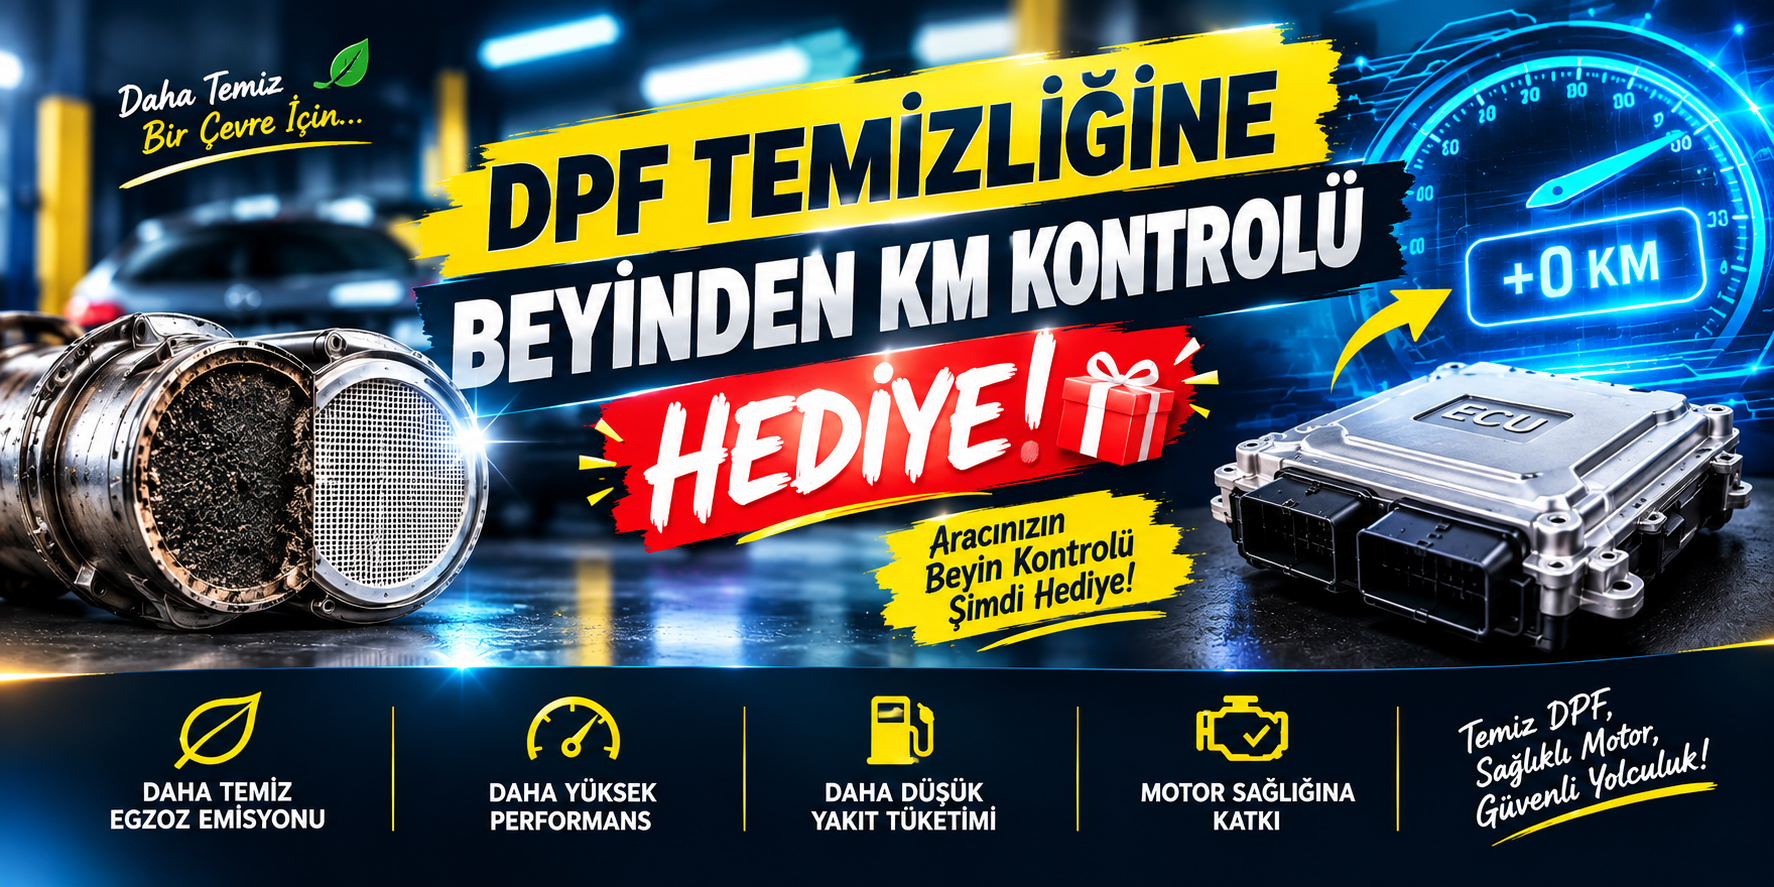 Daha Temiz
Bir Çevre İçin...
DPF TEMİZLİĞİNE
BEYİNDEN KM KONTROLÜ
HEDİYE!
+0 KM
ECU
Aracınızın
Beyin Kontrolü
Şimdi Hediye!
DAHA TEMİZ
EGZOZ EMİSYONU
DAHA YÜKSEK
PERFORMANS
DAHA DÜŞÜK
YAKIT TÜKETİMİ
MOTOR SAĞLIĞINA
KATKI
Temiz DPF,
Sağlıklı Motor,
Güvenli Yolculuk!